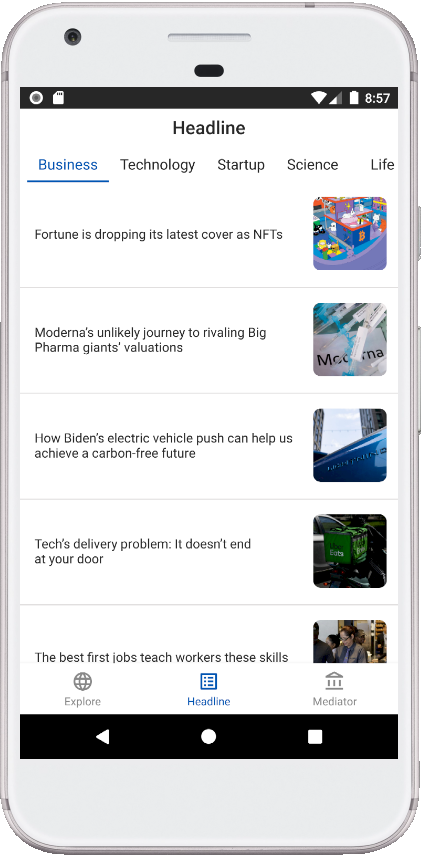 8:57
Headline
Business Technology Startup Science Life
Fortune is dropping its latest cover as NFTs
Moderna's unlikely journey to rivaling Big
Pharma giants' valuations
Moderna
How Biden's electric vehicle push can help us
achieve a carbon-free future
Tech's delivery problem: It doesn't end
at your door
Eats
The best first jobs teach workers these skills
Explore Headline Mediator